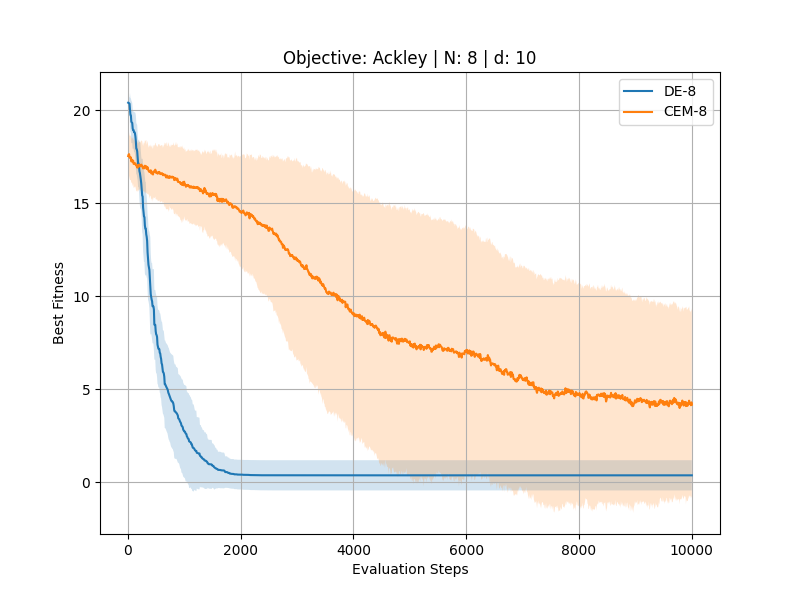 Objective: Ackley | N: 8 | d: 10
DE-8
CEM-8
20
15
10
5
0
Best Fitness
0 2000 4000 6000 8000 10000
Evaluation Steps